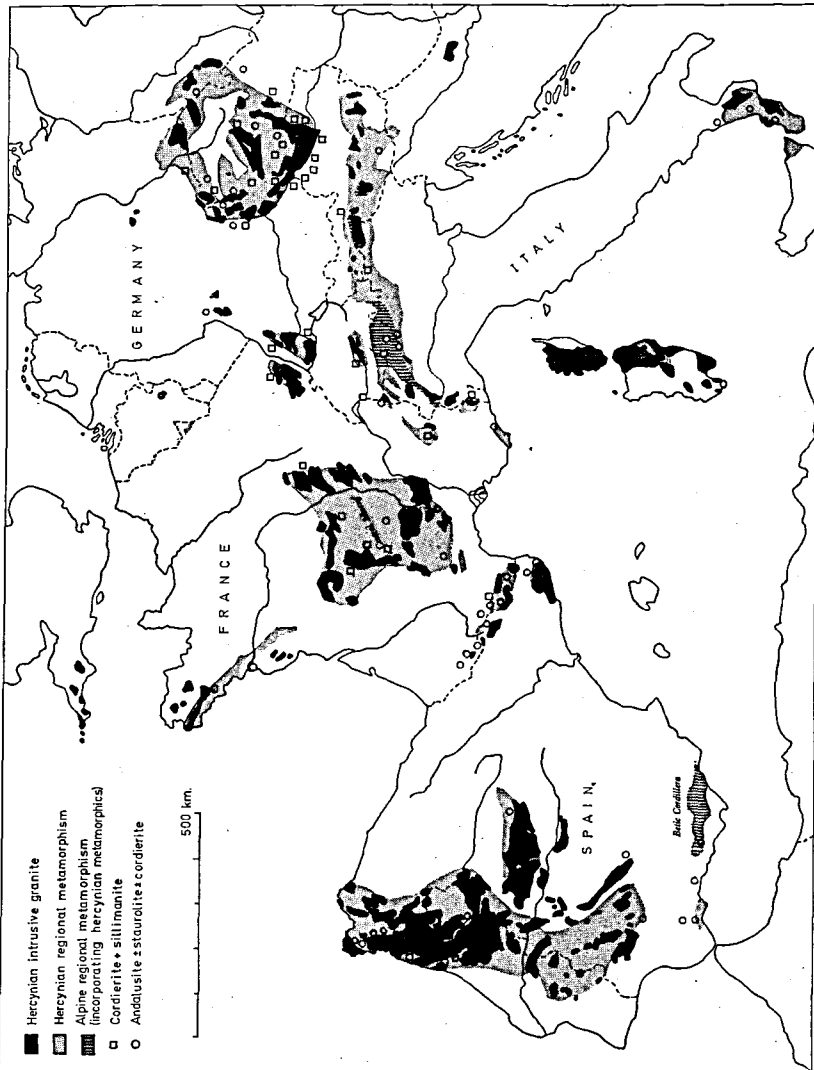 Hercynian intrusive granite
Hercynian regional metamorphism
Alpine regional metamorphism
(incorporating hercynian metamorphics)
Cordierite + sillimanite
Andalusite ± staurolite ± cordierite
500 km.
GERMANY
FRANCE
ITALY
SPAIN
Betic Cordillera